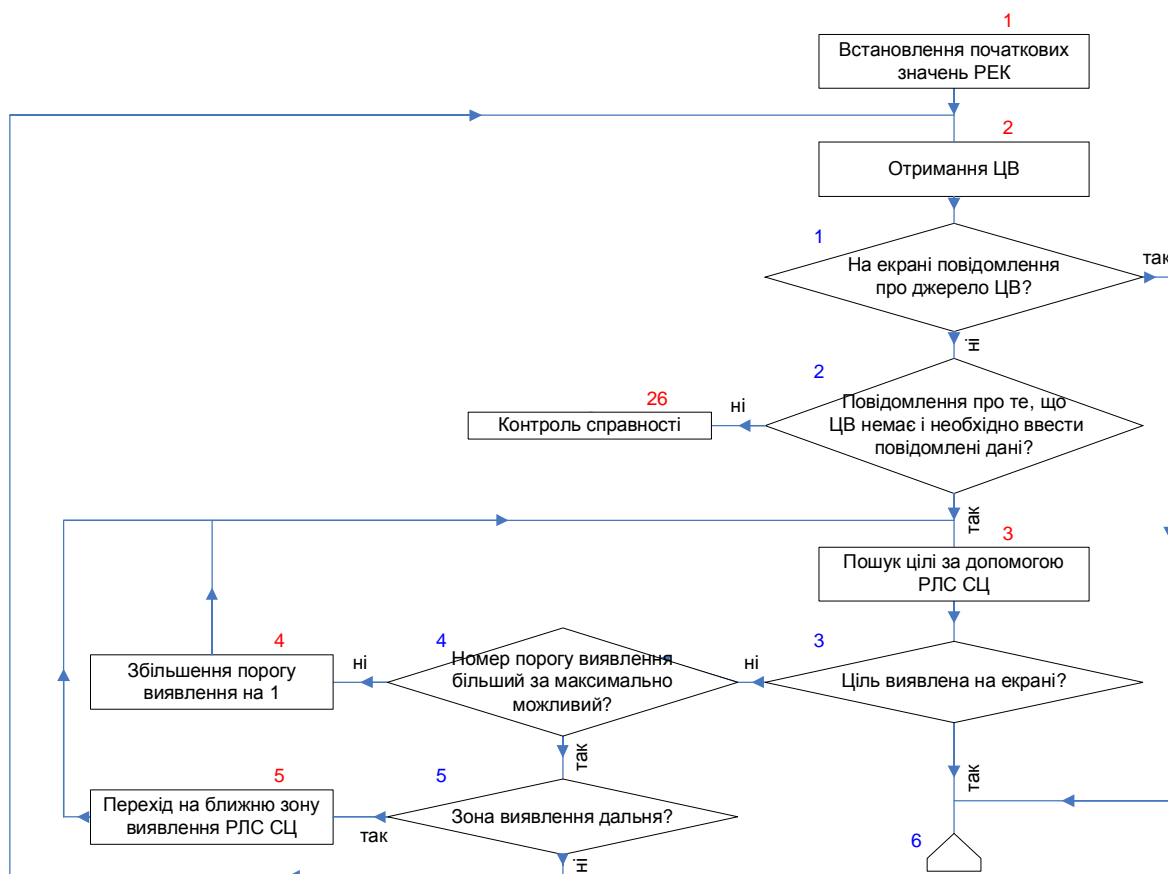 1
Встановлення початкових
значень РЕК
2
Отримання ЦВ
1
На екрані повідомлення
про джерело ЦВ?
так
ні
2
Повідомлення про те, що
ЦВ немає і необхідно ввести
повідомлені дані?
ні
26
Контроль справності
так
3
Пошук цілі за допомогою
РЛС СЦ
3
Ціль виявлена на екрані?
ні
4
Номер порогу виявлення
більший за максимально
можливий?
ні
4
Збільшення порогу
виявлення на 1
так
так
5
Зона виявлення дальня?
так
5
Перехід на ближню зону
виявлення РЛС СЦ
6
ні